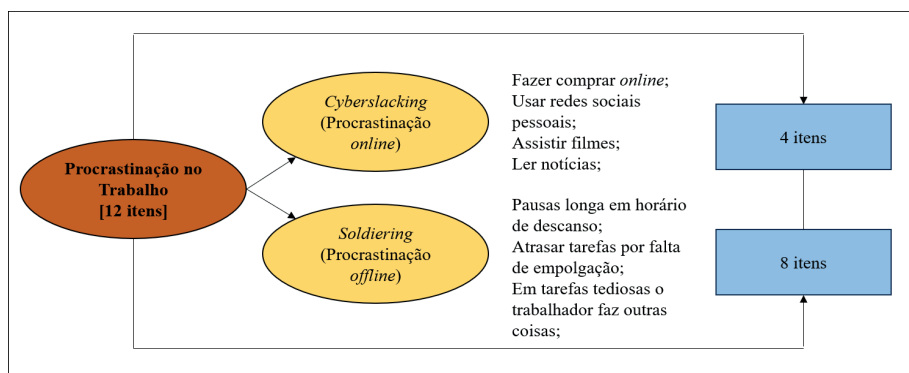 Procrastinação no
Trabalho
[12 itens]
Cyberslacking
(Procrastinação
online)
Fazer comprar online;
Usar redes sociais
pessoais;
Assistir filmes;
Ler notícias;
4 itens
Soldiering
(Procrastinação
offline)
Pausas longa em horário
de descanso;
Atrasar tarefas por falta
de empolgação;
Em tarefas tediosas o
trabalhador faz outras
coisas;
8 itens